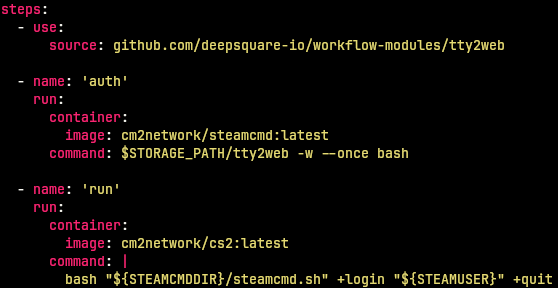 steps:
  - use:
      source: github.com/deepsquare-io/workflow-modules/tty2web

  - name: 'auth'
    run:
      container:
        image: cm2network/steamcmd:latest
      command: $STORAGE_PATH/tty2web -w --once bash

  - name: 'run'
    run:
      container:
        image: cm2network/cs2:latest
      command: |
        bash "${STEAMCMDDIR}/steamcmd.sh" +login "${STEAMUSER}" +quit